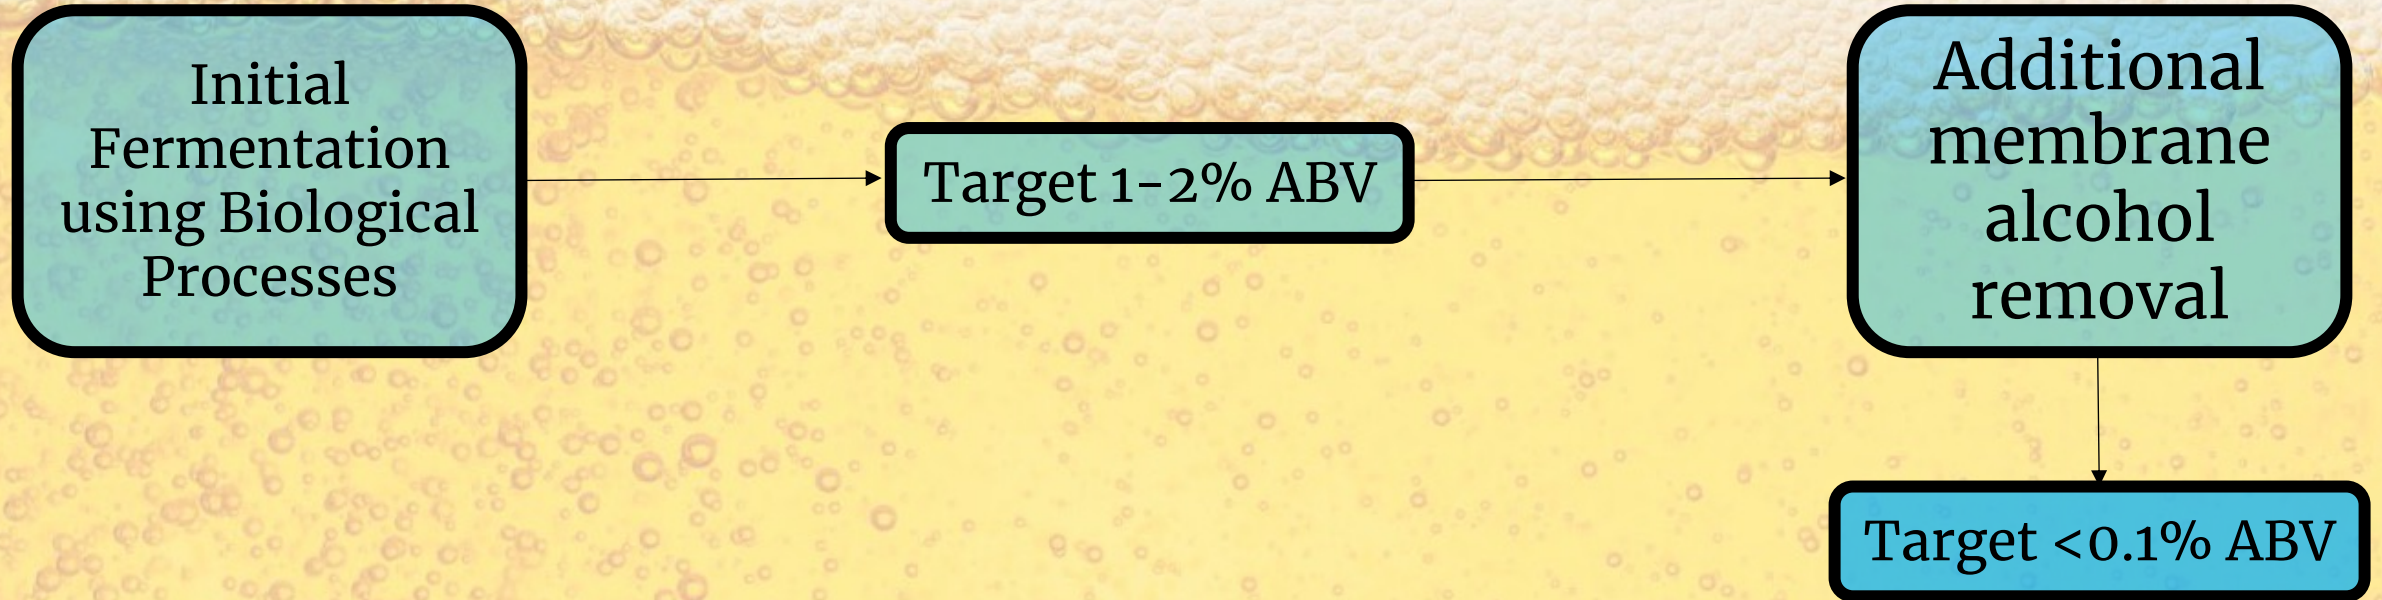 Initial
Fermentation
using Biological
Processes
Target 1-2% ABV
Additional
membrane
alcohol
removal
Target <0.1% ABV